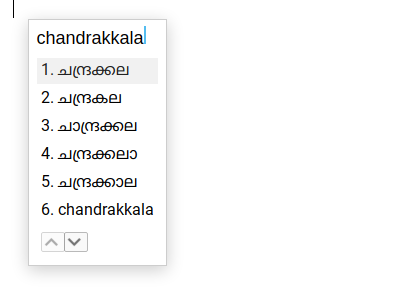 chandrakkala
1. ചന്ദ്രക്കല
2. ചന്ദ്രകല
3. ചാന്ദ്രക്കല
4. ചന്ദ്രക്കലാ
5. ചന്ദ്രക്കാല
6. chandrakkala